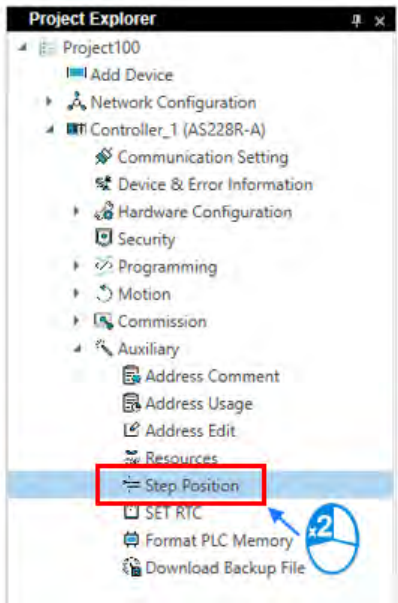 Project Explorer
Project100
Add Device
Network Configuration
Controller_1 (AS228R-A)
Communication Setting
Device & Error Information
Hardware Configuration
Security
Programming
Motion
Commission
Auxiliary
Address Comment
Address Usage
Address Edit
Resources
Step Position
SET RTC
x2
Format PLC Memory
Download Backup File